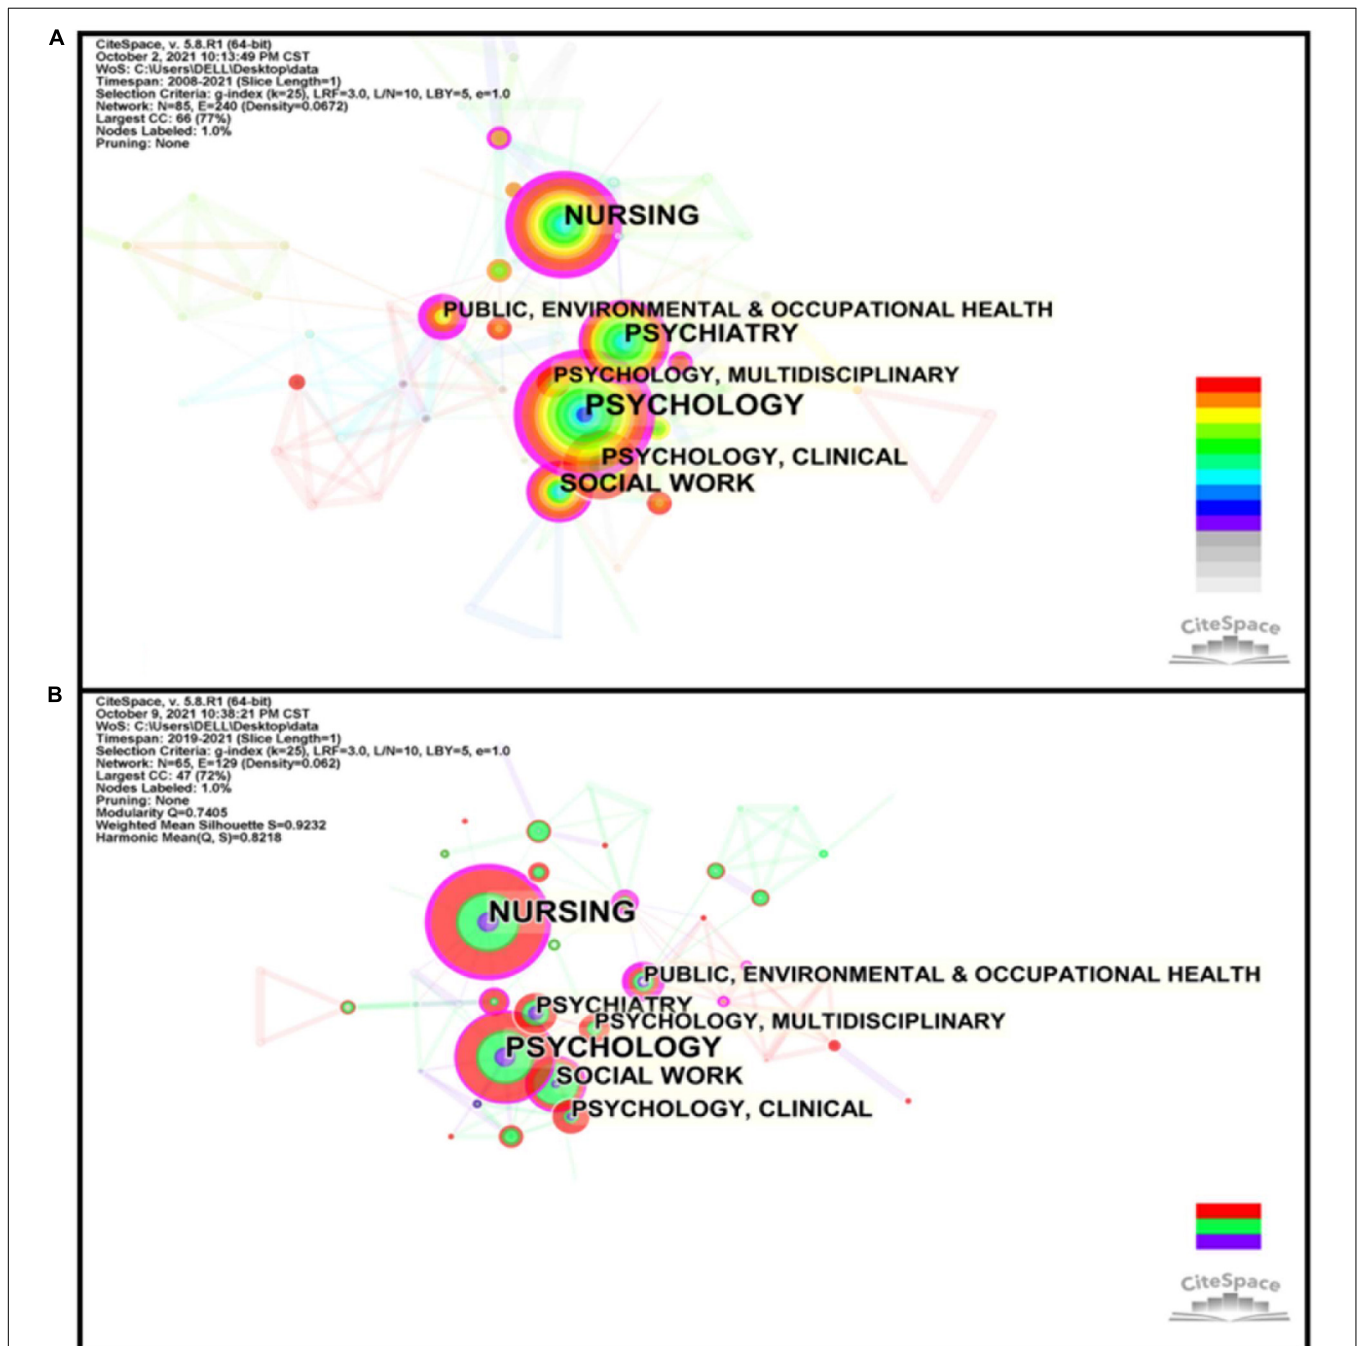 A
CiteSpace, v. 5.8.R1 (64-bit)
October 2, 2021 10:13:49 PM CST
WoS: C:\Users\DELL\Desktop\data
Timespan: 2008-2021 (Slice Length=1)
Selection Criteria: g-index (k=25), LRF=3.0, L/N=10, LBY=5, e=1.0
Network: N=85, E=240 (Density=0.0672)
Largest CC: 66 (77%)
Nodes Labeled: 1.0%
Pruning: None
NURSING
PUBLIC, ENVIRONMENTAL & OCCUPATIONAL HEALTH
PSYCHIATRY
PSYCHOLOGY, MULTIDISCIPLINARY
PSYCHOLOGY
PSYCHOLOGY, CLINICAL
SOCIAL WORK
CiteSpace
B
CiteSpace, v. 5.8.R1 (64-bit)
October 9, 2021 10:38:21 PM CST
WoS: C:\Users\DELL\Desktop\data
Timespan: 2019-2021 (Slice Length=1)
Selection Criteria: g-index (k=25), LRF=3.0, L/N=10, LBY=5, e=1.0
Network: N=65, E=129 (Density=0.062)
Largest CC: 47 (72%)
Nodes Labeled: 1.0%
Pruning: None
Modularity Q=0.7405
Weighted Mean Silhouette S=0.9232
Harmonic Mean(Q, S)=0.8218
NURSING
PUBLIC, ENVIRONMENTAL & OCCUPATIONAL HEALTH
PSYCHIATRY
PSYCHOLOGY, MULTIDISCIPLINARY
PSYCHOLOGY
SOCIAL WORK
PSYCHOLOGY, CLINICAL
CiteSpace